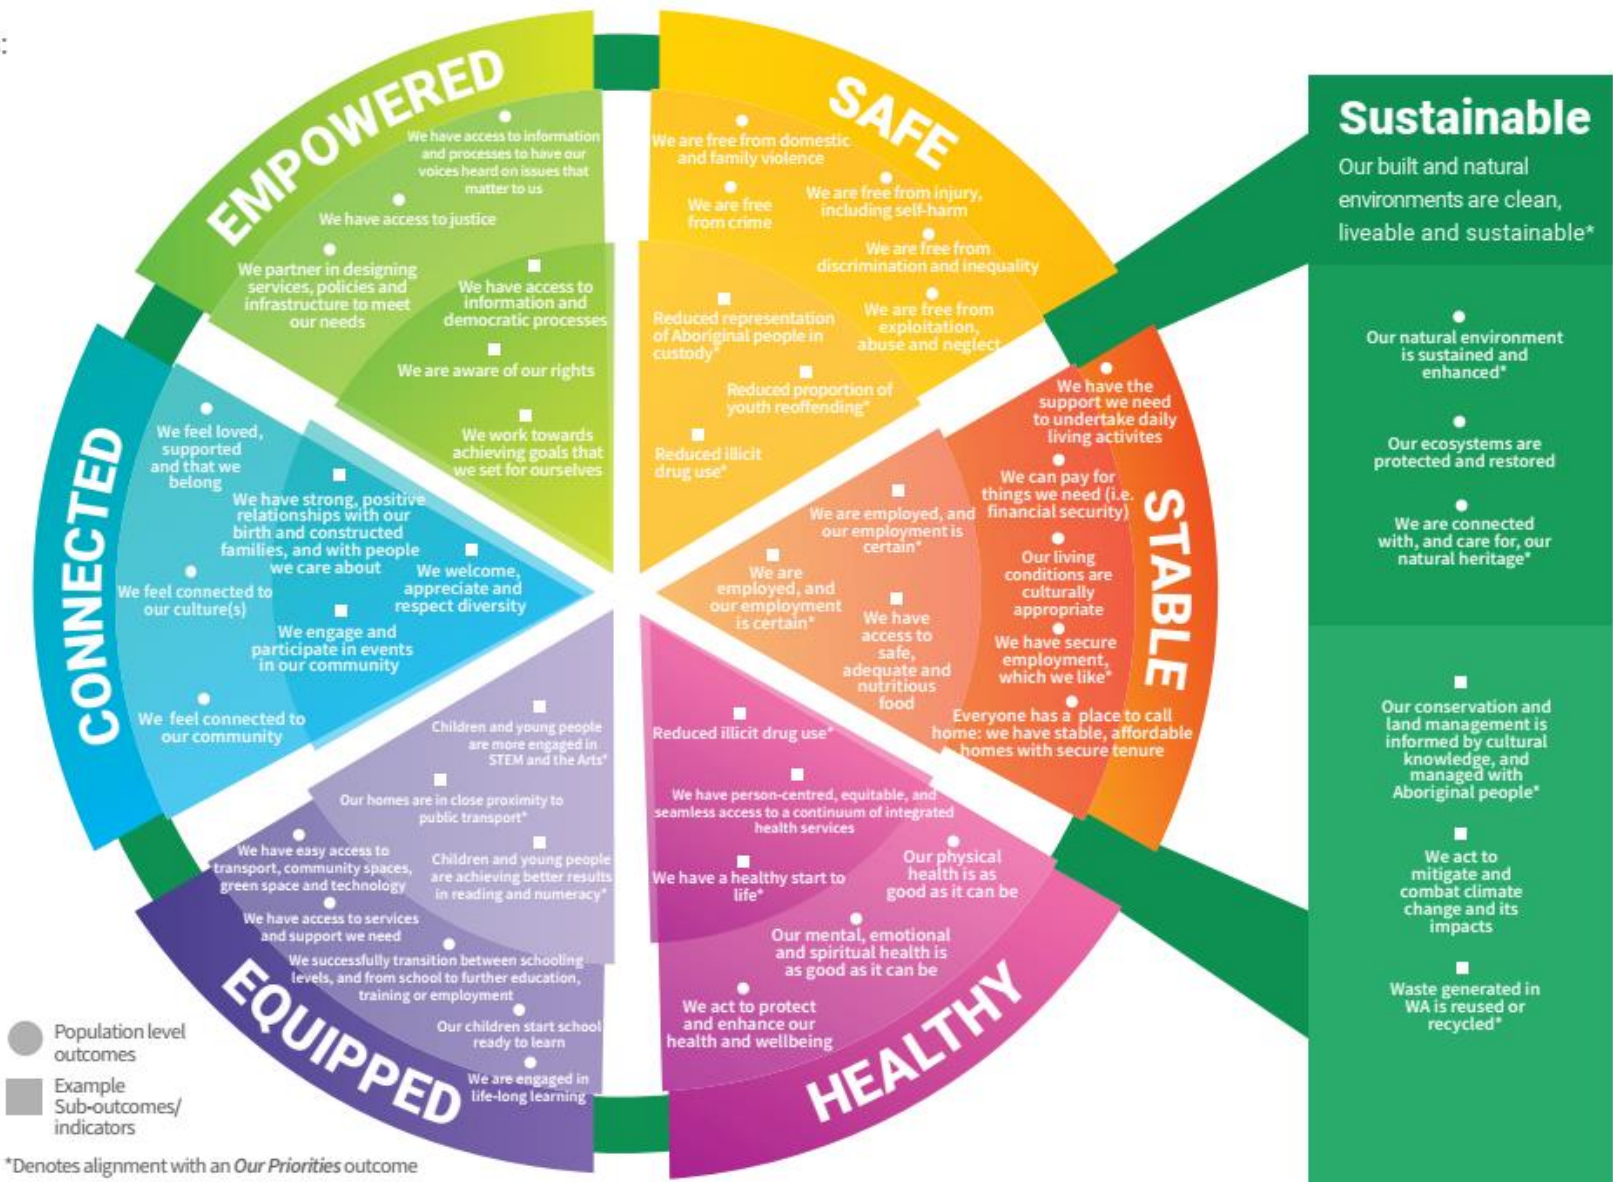 :
EMPOWERED
We have access to information
and processes to have our
voices heard on issues that
matter to us
We have access to justice
We partner in designing
services, policies and
infrastructure to meet
our needs
We have access to
information and
democratic processes
We are aware of our rights
We work towards
achieving goals that
we set for ourselves
SAFE
We are free from domestic
and family violence
We are free
from crime
We are free from injury,
including self-harm
We are free from
discrimination and inequality
We are free from
exploitation,
abuse and neglect
Reduced representation
of Aboriginal people in
custody*
Reduced proportion of
youth reoffending*
Reduced illicit
drug use*
STABLE
We have the
support we need
to undertake daily
living activites
We can pay for
things we need (i.e.
financial security)
Our living
conditions are
culturally
appropriate
We have secure
employment,
which we like*
Everyone has a place to call
home: we have stable, affordable
homes with secure tenure
We are employed, and
our employment is
certain*
We are
employed, and
our employment
is certain*
We have
access to
safe,
adequate and
nutritious
food
HEALTHY
Reduced illicit drug use*
We have person-centred, equitable, and
seamless access to a continuum of integrated
health services
We have a healthy start to
life*
Our physical
health is as
good as it can be
Our mental, emotional
and spiritual health is
as good as it can be
We act to protect
and enhance our
health and wellbeing
EQUIPPED
Children and young people
are more engaged in
STEM and the Arts*
Our homes are in close proximity to
public transport*
Children and young people
are achieving better results
in reading and numeracy*
We have easy access to
transport, community spaces,
green space and technology
We have access to services
and support we need
We successfully transition between schooling
levels, and from school to further education,
training or employment
Our children start school
ready to learn
We are engaged in
life-long learning
CONNECTED
We feel loved,
supported
and that we
belong
We feel connected to
our culture(s)
We feel connected to
our community
We have strong, positive
relationships with our
birth and constructed
families, and with people
we care about
We welcome,
appreciate and
respect diversity
We engage and
participate in events
in our community
Sustainable
Our built and natural
environments are clean,
liveable and sustainable*
Our natural environment
is sustained and
enhanced*
Our ecosystems are
protected and restored
We are connected
with, and care for, our
natural heritage*
Our conservation and
land management is
informed by cultural
knowledge, and
managed with
Aboriginal people*
We act to
mitigate and
combat climate
change and its
impacts
Waste generated in
WA is reused or
recycled*
Population level
outcomes
Example
Sub-outcomes/
indicators
*Denotes alignment with an Our Priorities outcome